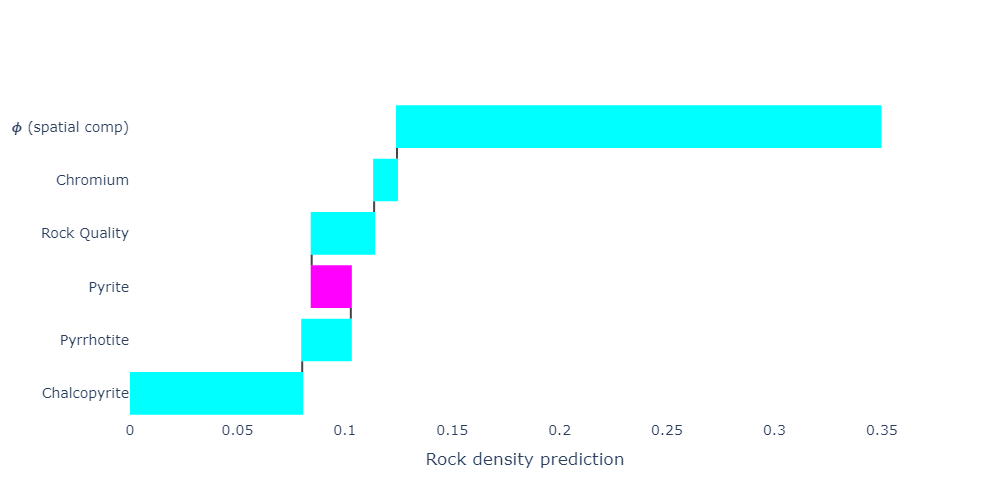 ϕ (spatial comp)
Chromium
Rock Quality
Pyrite
Pyrrhotite
Chalcopyrite
0 0.05 0.1 0.15 0.2 0.25 0.3 0.35
Rock density prediction